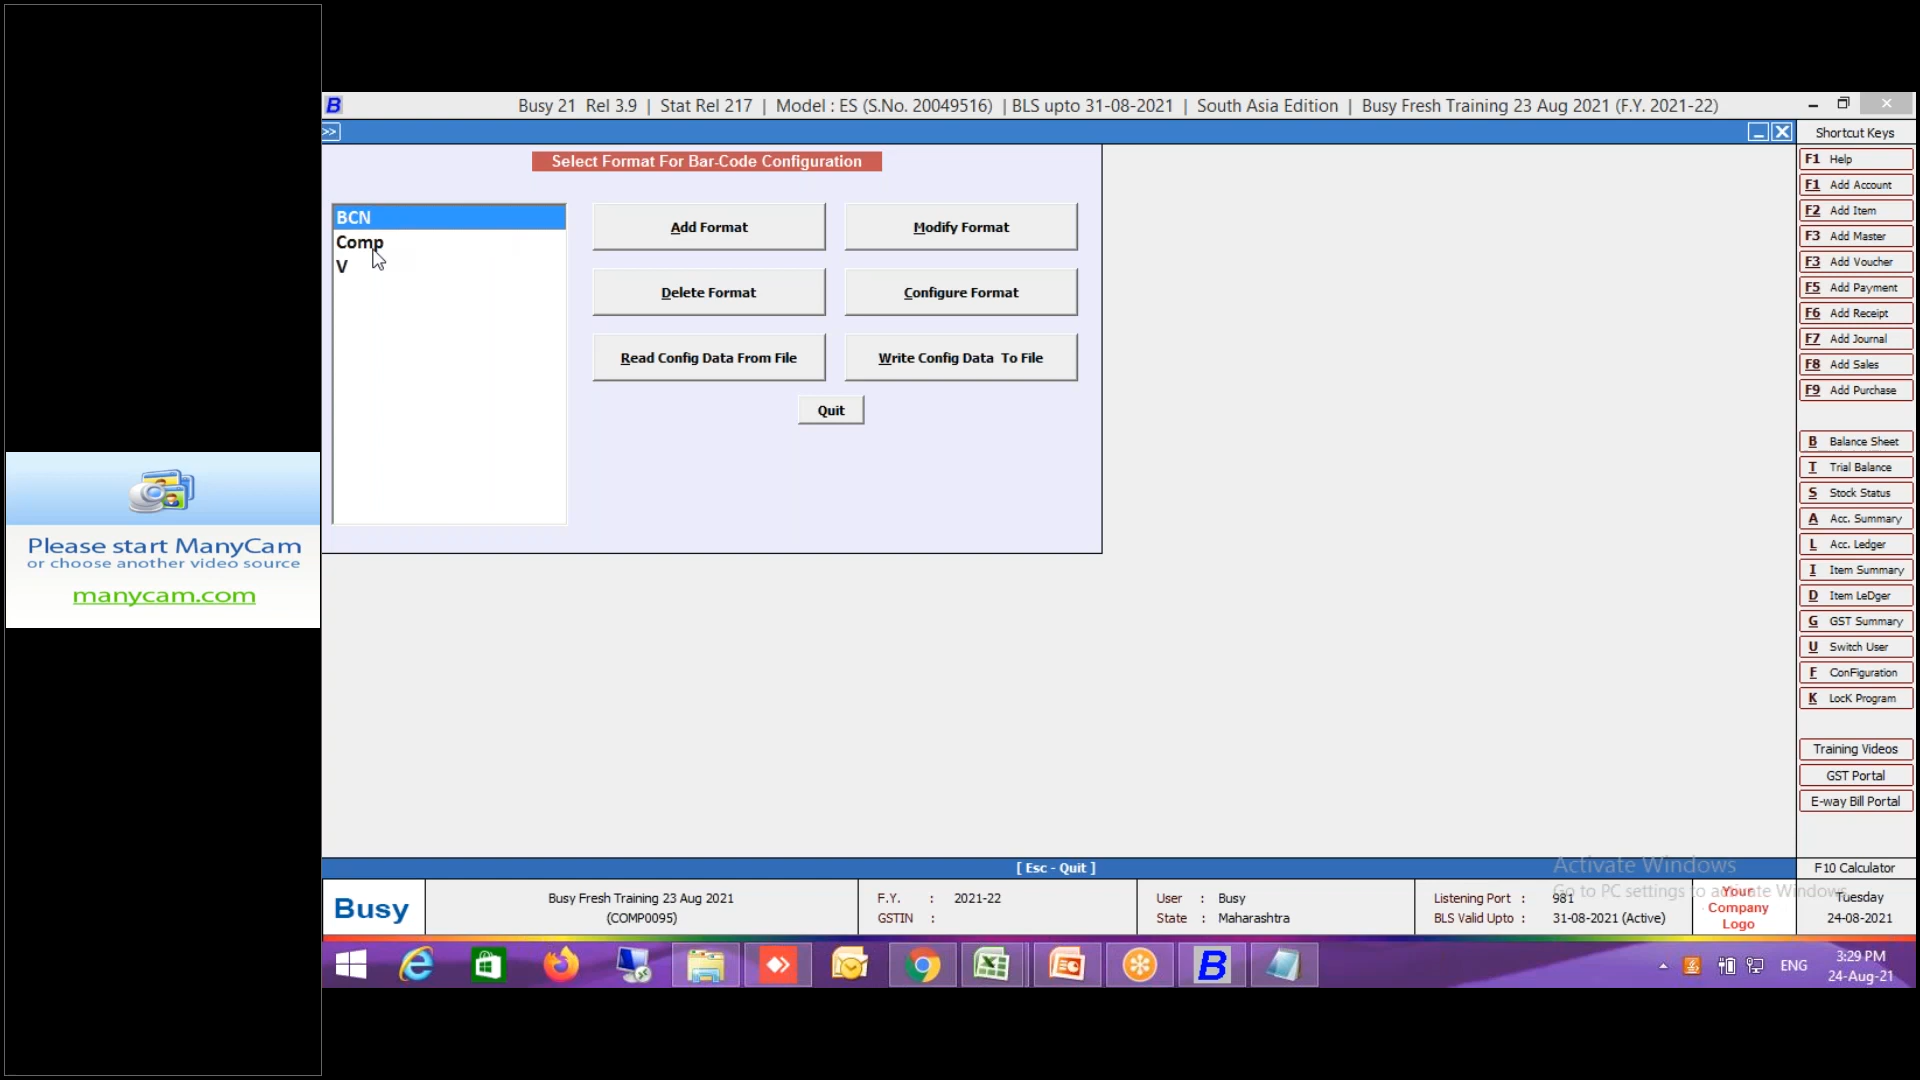 B
Busy 21 Rel 3.9 | Stat Rel 217 | Model : ES (S.No. 20049516) | BLS upto 31-08-2021 | South Asia Edition | Busy Fresh Training 23 Aug 2021 (F.Y. 2021-22)
>>
Select Format For Bar-Code Configuration
BCN
Comp
V
Add Format
Modify Format
Delete Format
Configure Format
Read Config Data From File
Write Config Data To File
Quit
Please start ManyCam
or choose another video source
manycam.com
Shortcut Keys
F1 Help
F1 Add Account
F2 Add Item
F3 Add Master
F3 Add Voucher
F5 Add Payment
F6 Add Receipt
F7 Add Journal
F8 Add Sales
F9 Add Purchase
B Balance Sheet
T Trial Balance
S Stock Status
A Acc. Summary
L Acc. Ledger
I Item Summary
D Item LeDger
G GST Summary
U Switch User
F ConFiguration
K LocK Program
Training Videos
GST Portal
E-way Bill Portal
[ Esc - Quit ]
F10 Calculator
Activate Windows
Go to PC settings to activate Windows.
Busy
Busy Fresh Training 23 Aug 2021
(COMP0095)
F.Y. : 2021-22
GSTIN :
User : Busy
State : Maharashtra
Listening Port : 981
BLS Valid Upto : 31-08-2021 (Active)
Your
Company
Logo
Tuesday
24-08-2021
B
ENG
3:29 PM
24-Aug-21